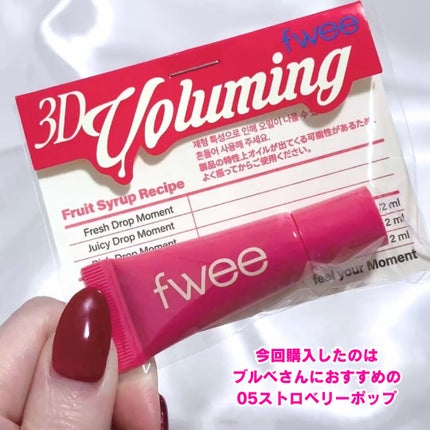 fwee
3D Voluming
제형 특성으로 인해 오일이 나올 수
흔들어 사용해 주세요.
製品の特性上オイルが出てくる可能性があるため、
よく振ってからご使用ください。
Fruit Syrup Recipe
Fresh Drop Moment
Juicy Drop Moment
Drop Moment
2 ml
2 ml
2 ml
fwee
feel your Moment
今回購入したのは
ブルベさんにおすすめの
05ストロベリーポップ